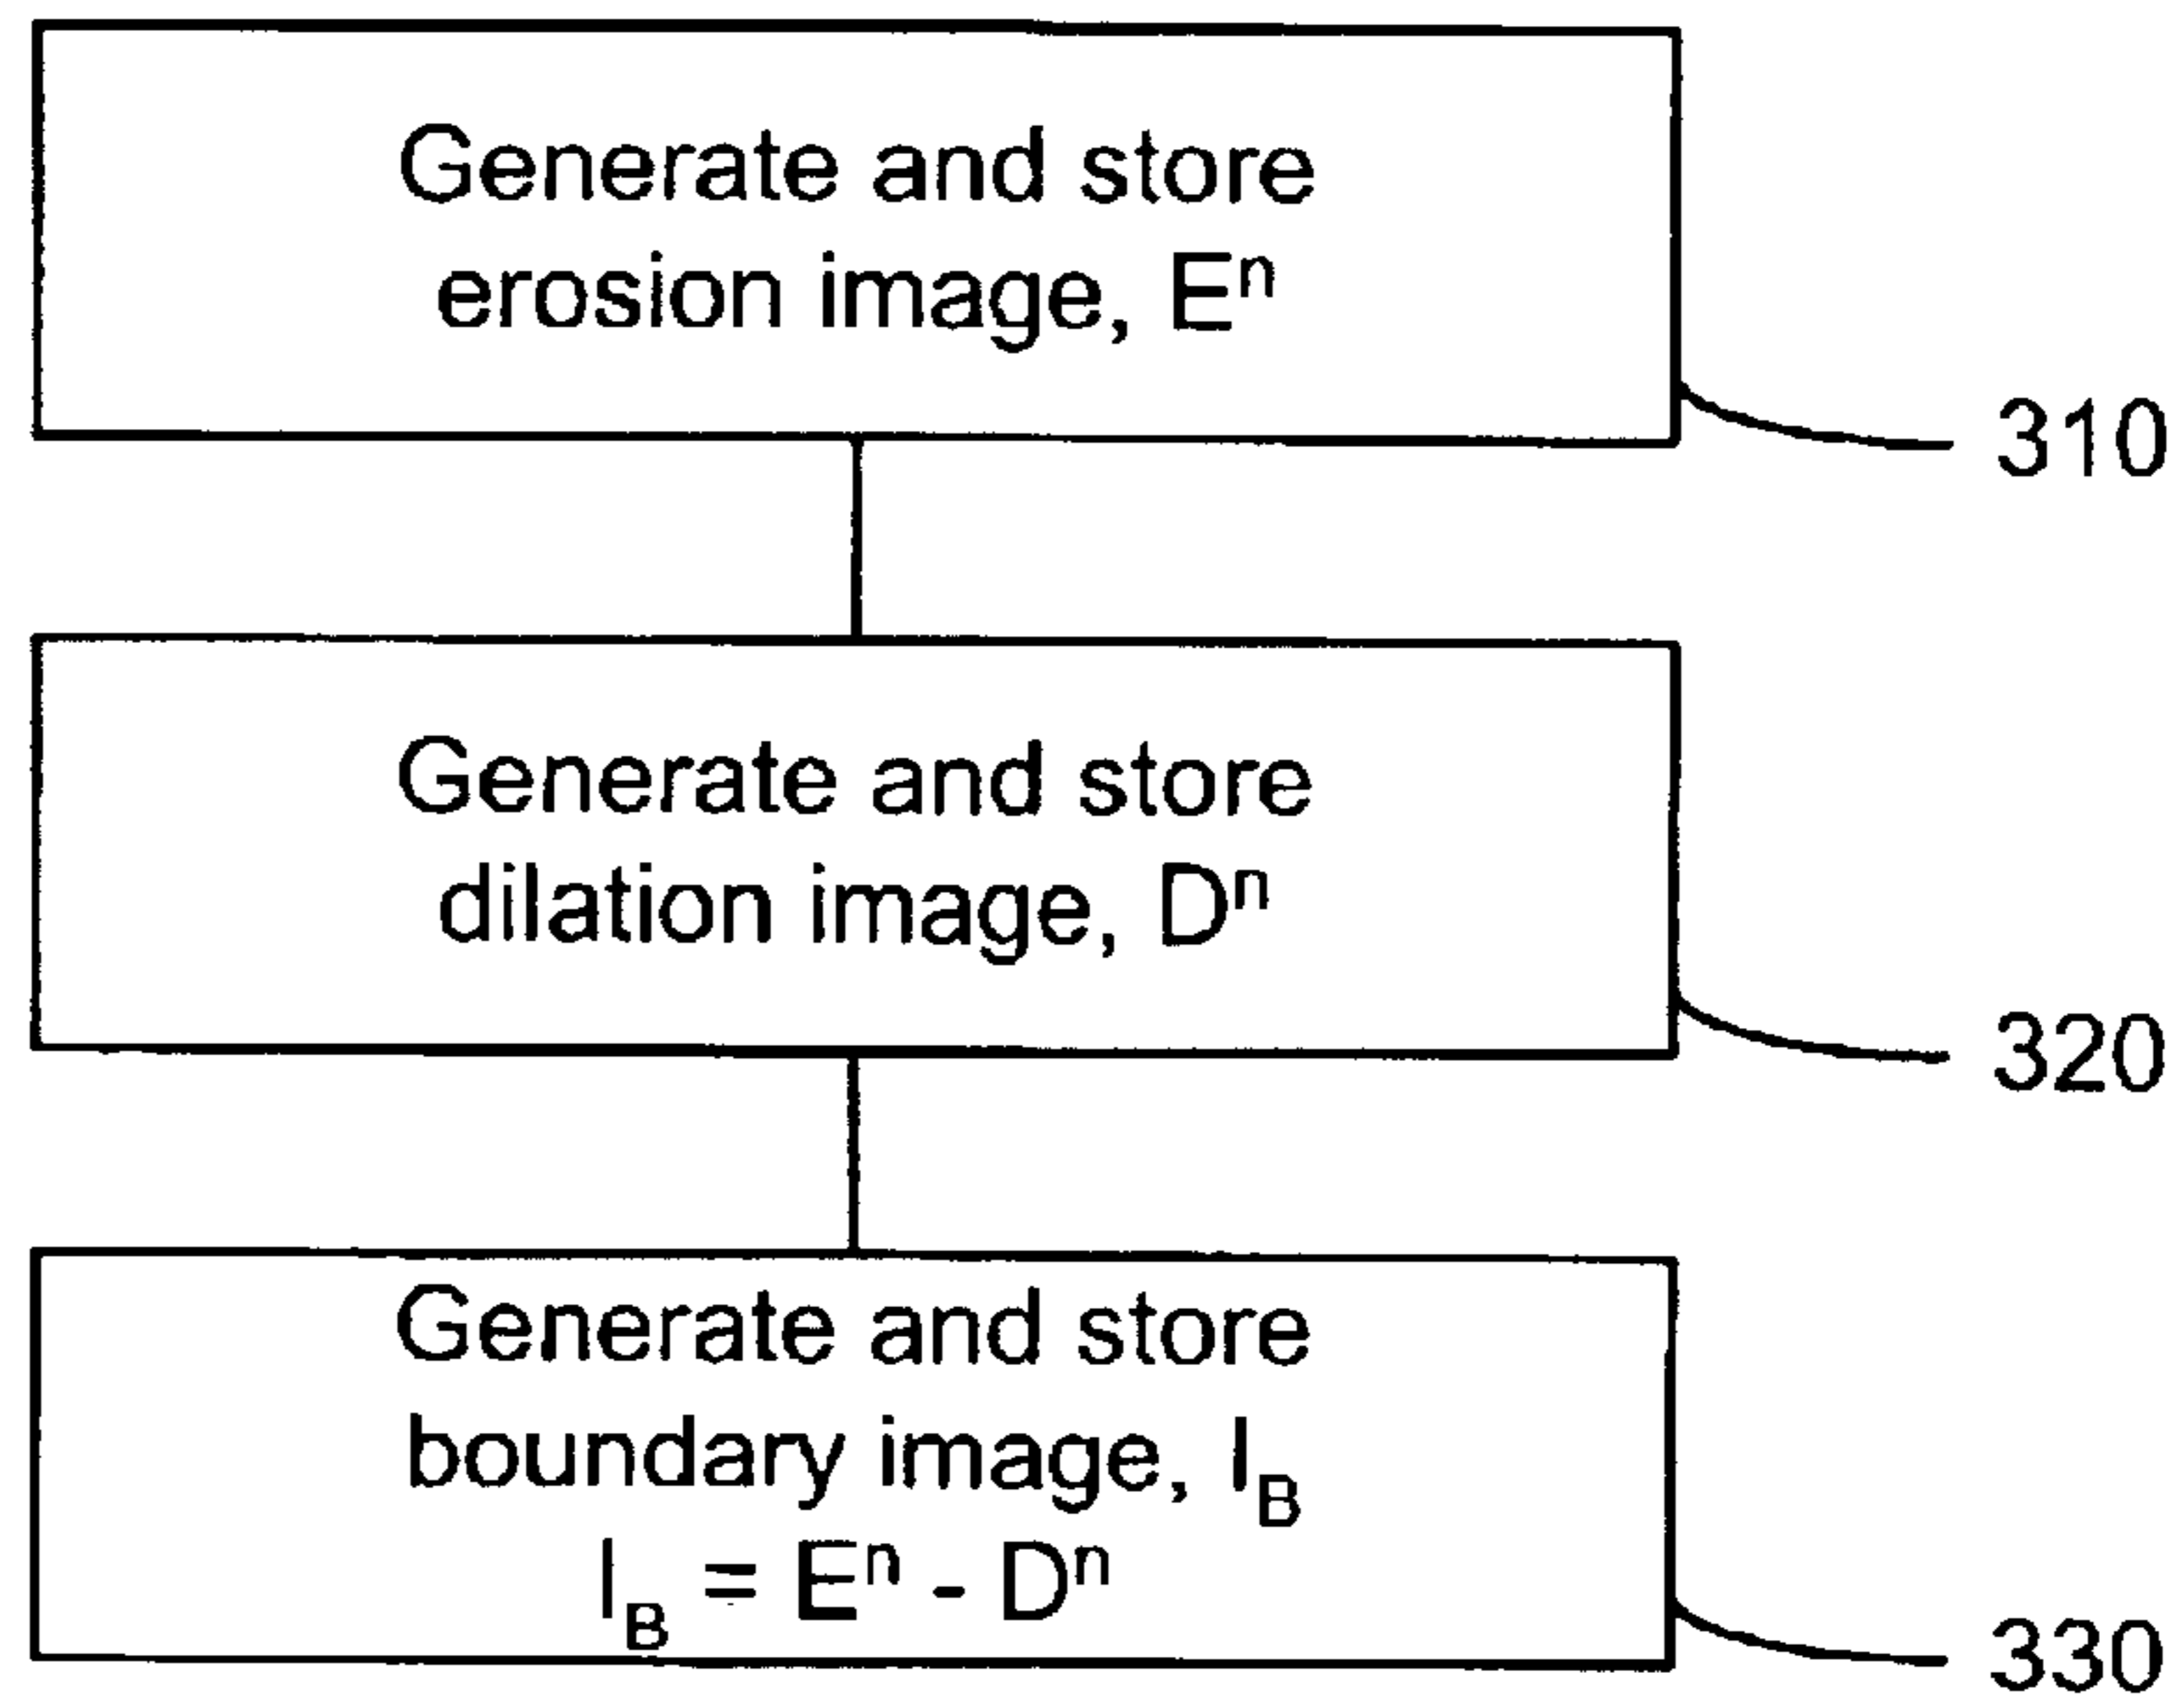 Generate and store
erosion image, Eⁿ
310
Generate and store
dilation image, Dⁿ
320
Generate and store
boundary image, I_B
I_B = Eⁿ - Dⁿ
330